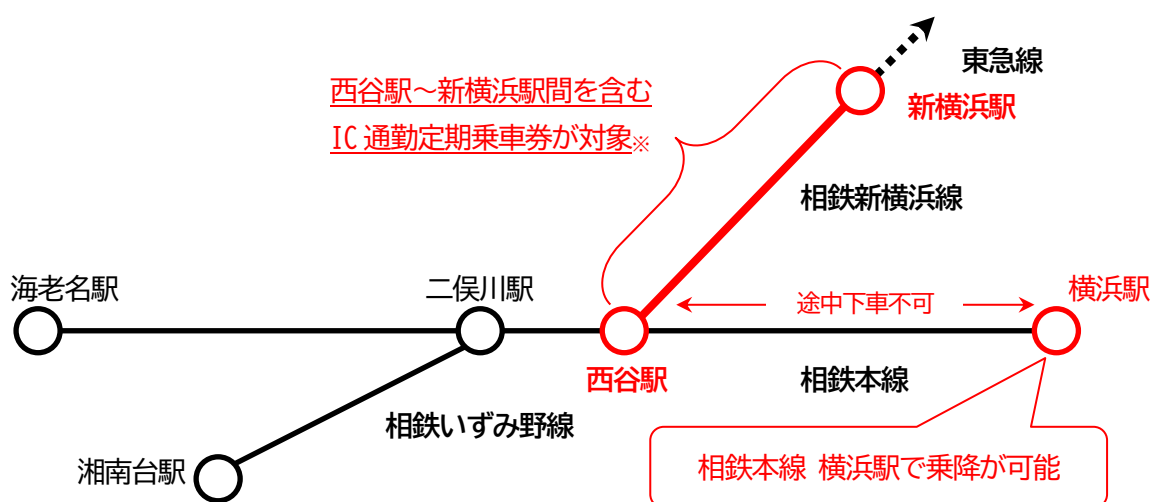 東急線
西谷駅～新横浜駅間を含む
IC 通勤定期乗車券が対象※
新横浜駅
相鉄新横浜線
海老名駅
二俣川駅
途中下車不可
横浜駅
西谷駅
相鉄本線
相鉄いずみ野線
湘南台駅
相鉄本線 横浜駅で乗降が可能